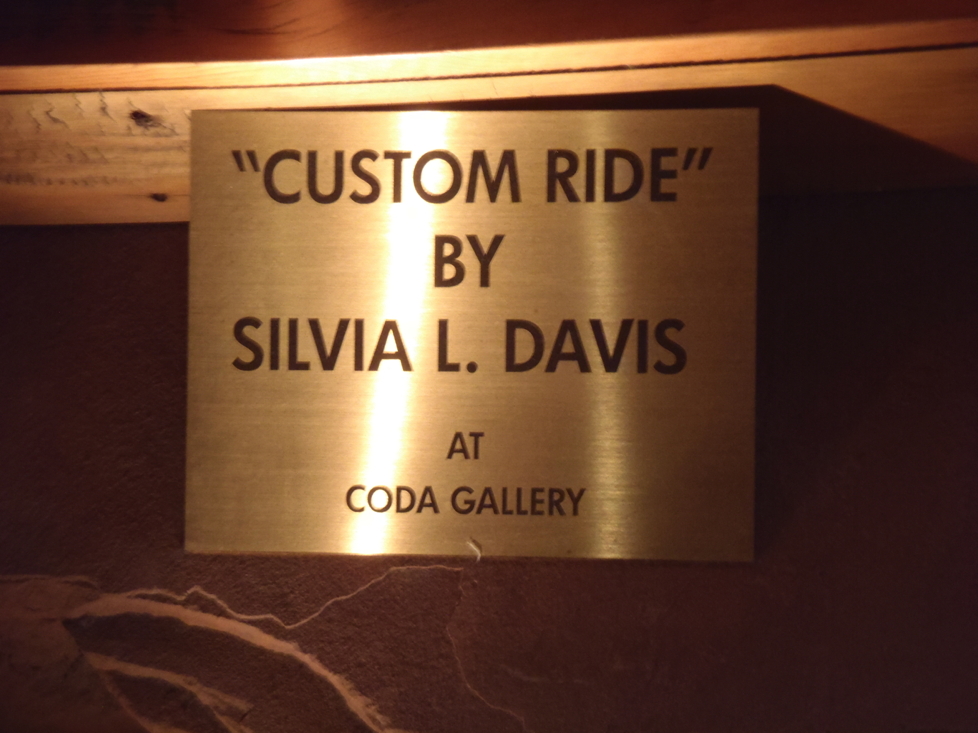 “CUSTOM RIDE”
BY
SILVIA L. DAVIS
AT
CODA GALLERY